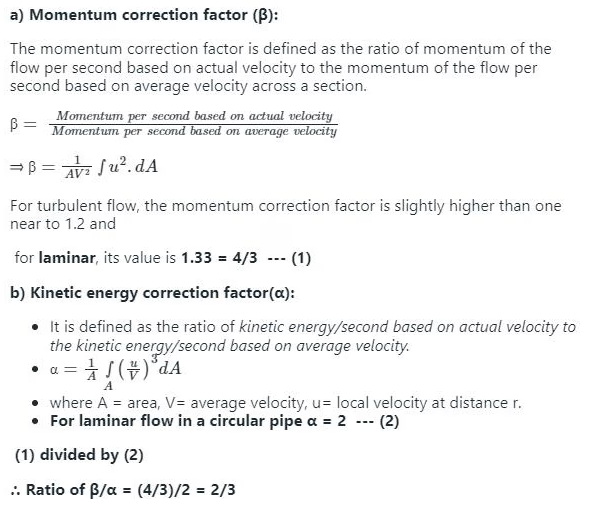 a) Momentum correction factor (β):
The momentum correction factor is defined as the ratio of momentum of the
flow per second based on actual velocity to the momentum of the flow per
second based on average velocity across a section.
β = Momentum per second based on actual velocity / Momentum per second based on average velocity
⇒ β = 1/AV² ∫ u². dA
For turbulent flow, the momentum correction factor is slightly higher than one
near to 1.2 and
for laminar, its value is 1.33 = 4/3 --- (1)
b) Kinetic energy correction factor(α):
• It is defined as the ratio of kinetic energy/second based on actual velocity to
the kinetic energy/second based on average velocity.
• α = 1/A ∫_A (u/V)³ dA
• where A = area, V= average velocity, u= local velocity at distance r.
• For laminar flow in a circular pipe α = 2 --- (2)
(1) divided by (2)
∴ Ratio of β/α = (4/3)/2 = 2/3